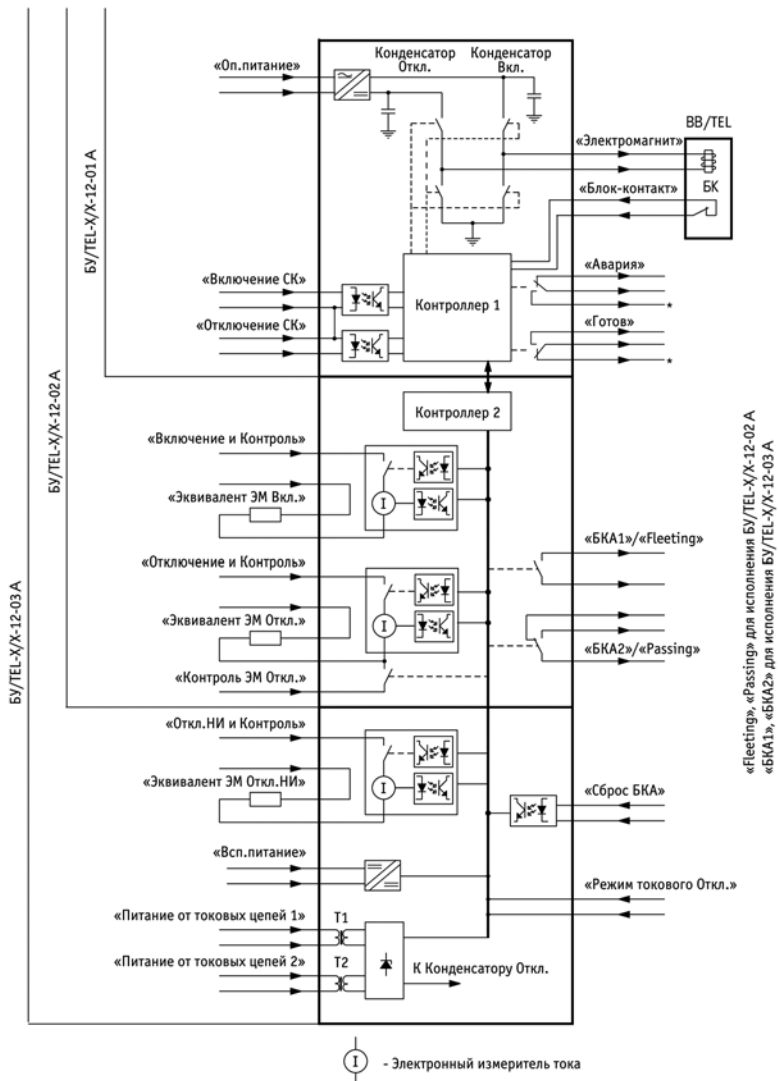 Конденсатор
Откл.
Конденсатор
Вкл.
«Оп.питание»
BB/TEL
«Электромагнит»
«Блок-контакт»
БК
БУ/TEL-X/X-12-01 А
«Авария»
*
«Включение СК»
Контроллер 1
«Готов»
*
«Отключение СК»
БУ/TEL-X/X-12-02 А
Контроллер 2
«Включение и Контроль»
«Эквивалент ЭМ Вкл.»
I
«БКА1»/«Fleeting»
«Отключение и Контроль»
«Эквивалент ЭМ Откл.»
I
«БКА2»/«Passing»
«Контроль ЭМ Откл.»
БУ/TEL-X/X-12-03 А
«Fleeting», «Passing» для исполнения БУ/TEL-X/X-12-02 А
«БКА1», «БКА2» для исполнения БУ/TEL-X/X-12-03 А
«Откл.НИ и Контроль»
«Эквивалент ЭМ Откл.НИ»
I
«Сброс БКА»
«Всп.питание»
«Режим токового Откл.»
«Питание от токовых цепей 1»
T1
«Питание от токовых цепей 2»
T2
К Конденсатору Откл.
I
- Электронный измеритель тока